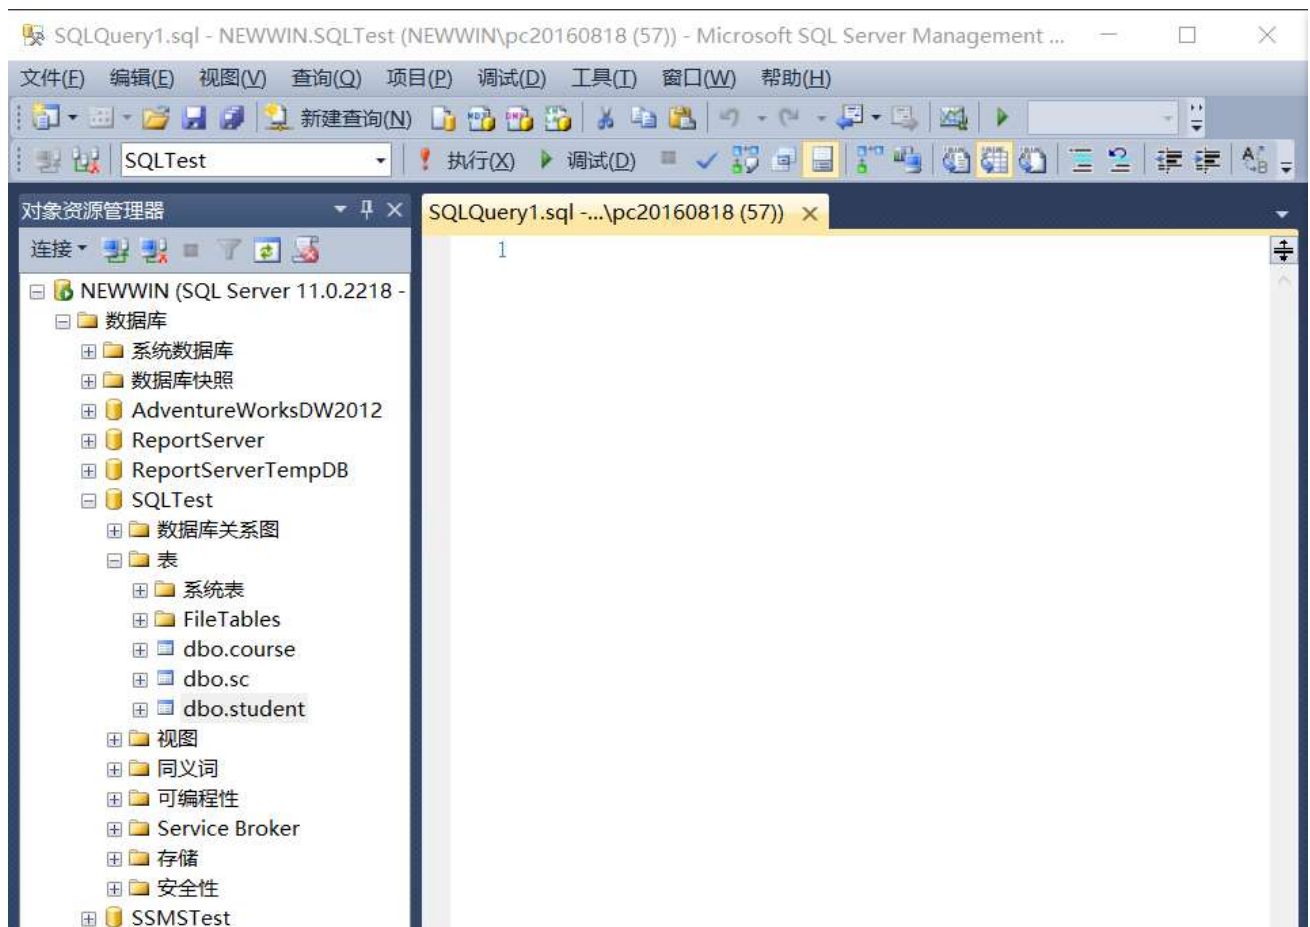 SQLQuery1.sql - NEWWIN.SQLTest (NEWWIN\pc20160818 (57)) - Microsoft SQL Server Management ...
文件(F) 编辑(E) 视图(V) 查询(Q) 项目(P) 调试(D) 工具(T) 窗口(W) 帮助(H)
新建查询(N)
SQLTest 执行(X) 调试(D)
对象资源管理器
SQLQuery1.sql -...\pc20160818 (57))
连接
1
NEWWIN (SQL Server 11.0.2218 -
数据库
系统数据库
数据库快照
AdventureWorksDW2012
ReportServer
ReportServerTempDB
SQLTest
数据库关系图
表
系统表
FileTables
dbo.course
dbo.sc
dbo.student
视图
同义词
可编程性
Service Broker
存储
安全性
SSMSTest